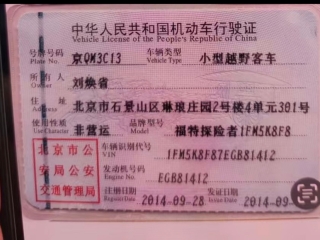 中华人民共和国机动车行驶证
Vehicle License of the People's Republic of China
号牌号码 京QM3C13 车辆类型 小型越野客车
Plate No. Vehicle Type
所有人 刘焕省
Owner
住址 北京市石景山区琳琅庄园2号楼4单元301号
Address
使用性质 非营运 品牌型号 福特探险者1FM5K8F8
Use Character Model
北京市公安局公安交通管理局
车辆识别代号 1FM5K8F87EGB81412
VIN
发动机号码 EGB81412
Engine No.
注册日期 2014-09-28 发证日期 2014-09-
Register Date Issue Date